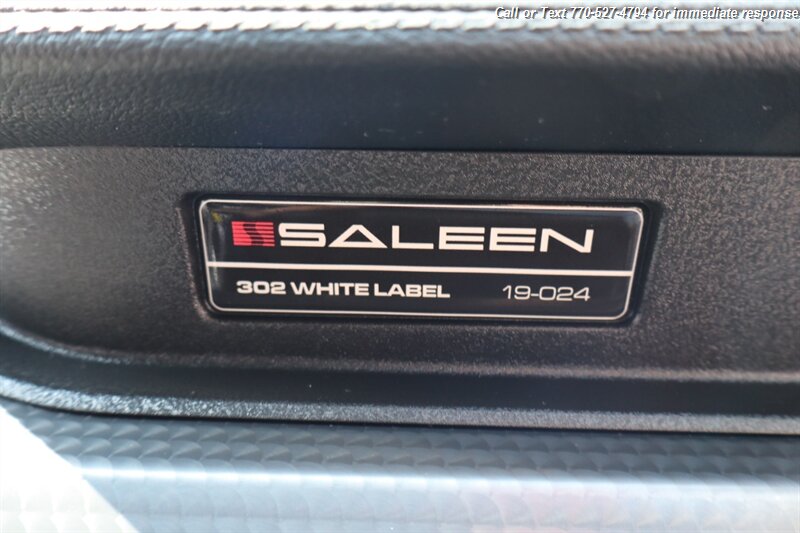 Call or Text 770-527-4794 for immediate response
SALEEN
302 WHITE LABEL 19-024